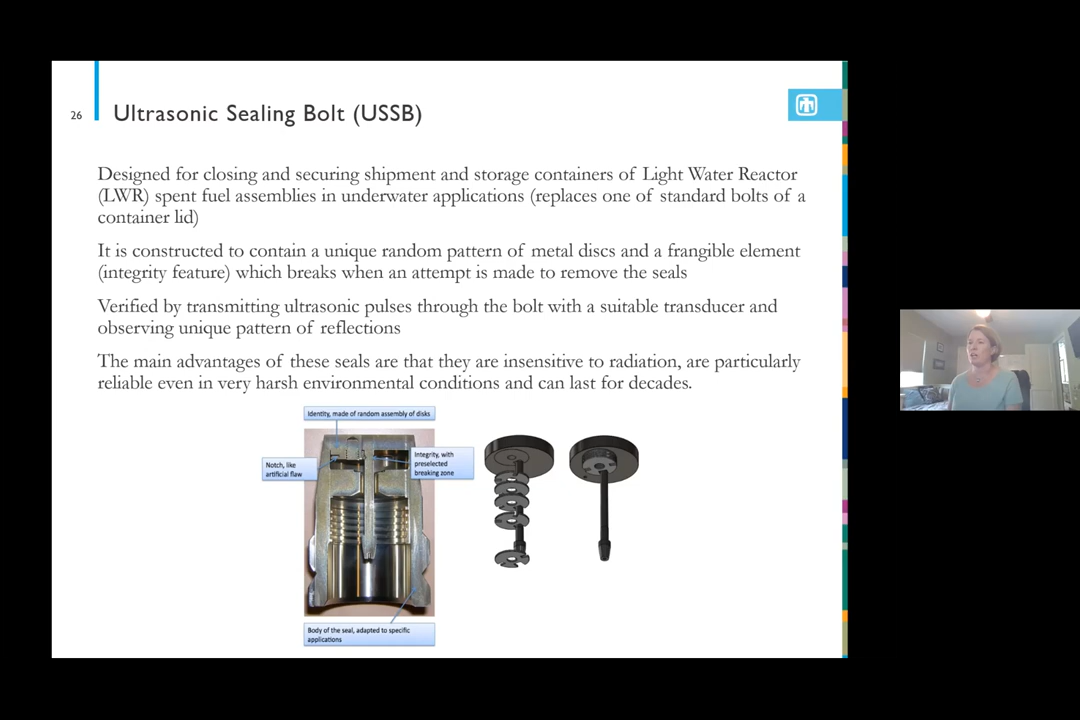 26
Ultrasonic Sealing Bolt (USSB)
Designed for closing and securing shipment and storage containers of Light Water Reactor
(LWR) spent fuel assemblies in underwater applications (replaces one of standard bolts of a
container lid)
It is constructed to contain a unique random pattern of metal discs and a frangible element
(integrity feature) which breaks when an attempt is made to remove the seals
Verified by transmitting ultrasonic pulses through the bolt with a suitable transducer and
observing unique pattern of reflections
The main advantages of these seals are that they are insensitive to radiation, are particularly
reliable even in very harsh environmental conditions and can last for decades.
Identity, made of random assembly of disks
Notch, like
artificial flaw
Integrity, with
preselected
breaking zone
Body of the seal, adapted to specific
applications